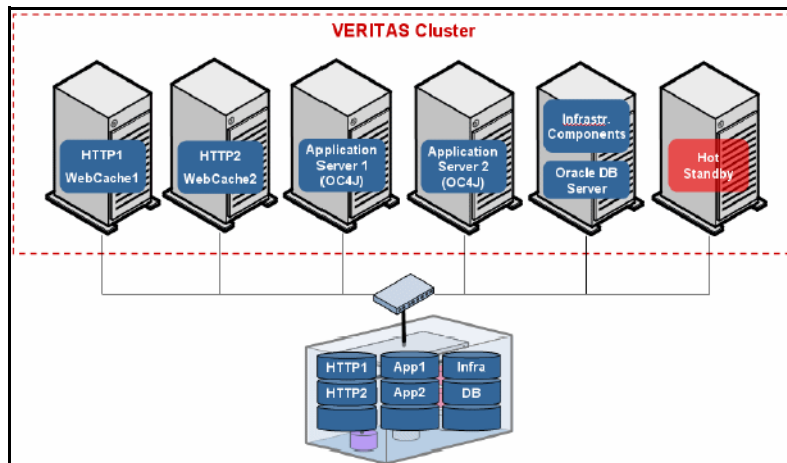 VERITAS Cluster
HTTP1
WebCache1
HTTP2
WebCache2
Application
Server 1
(OC4J)
Application
Server 2
(OC4J)
Infrastr.
Components
Oracle DB
Server
Hot
Standby
HTTP1
App1
Infra
HTTP2
App2
DB